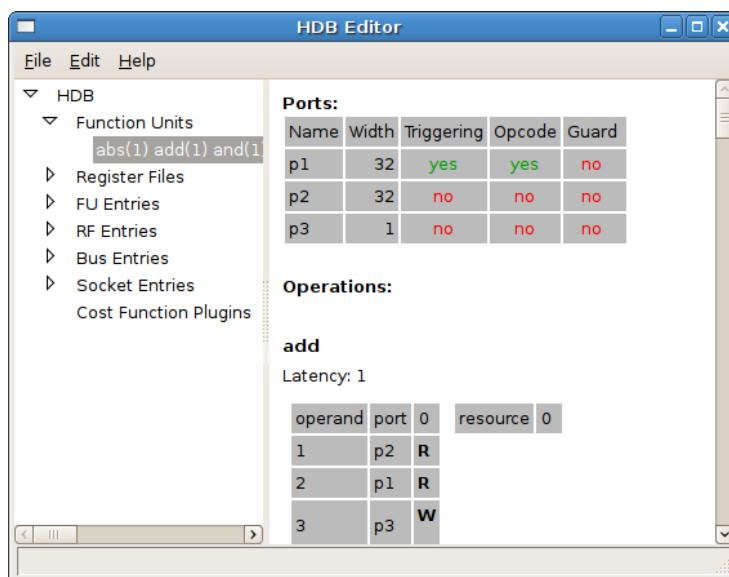 HDB Editor
File Edit Help
HDB
Function Units
abs(1) add(1) and(1)
Register Files
FU Entries
RF Entries
Bus Entries
Socket Entries
Cost Function Plugins
Ports:
Name Width Triggering Opcode Guard
p1 32 yes yes no
p2 32 no no no
p3 1 no no no
Operations:
add
Latency: 1
operand port 0 resource 0
1 p2 R
2 p1 R
3 p3 W